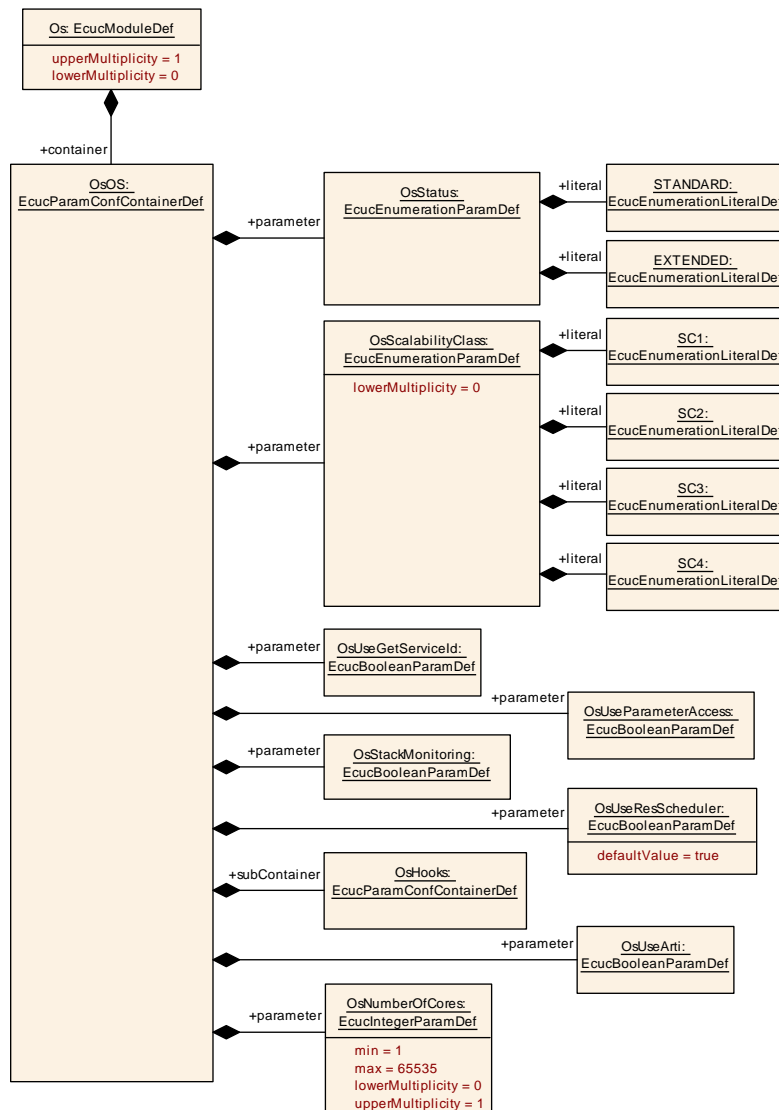 Os: EcucModuleDef
upperMultiplicity = 1
lowerMultiplicity = 0
+container
OsOS:
EcucParamConfContainerDef
+parameter
OsStatus:
EcucEnumerationParamDef
+literal
STANDARD:
EcucEnumerationLiteralDef
+literal
EXTENDED:
EcucEnumerationLiteralDef
+parameter
OsScalabilityClass:
EcucEnumerationParamDef
lowerMultiplicity = 0
+literal
SC1:
EcucEnumerationLiteralDef
+literal
SC2:
EcucEnumerationLiteralDef
+literal
SC3:
EcucEnumerationLiteralDef
+literal
SC4:
EcucEnumerationLiteralDef
+parameter
OsUseGetServiceId:
EcucBooleanParamDef
+parameter
OsUseParameterAccess:
EcucBooleanParamDef
+parameter
OsStackMonitoring:
EcucBooleanParamDef
+parameter
OsUseResScheduler:
EcucBooleanParamDef
defaultValue = true
+subContainer
OsHooks:
EcucParamConfContainerDef
+parameter
OsUseArti:
EcucBooleanParamDef
+parameter
OsNumberOfCores:
EcucIntegerParamDef
min = 1
max = 65535
lowerMultiplicity = 0
upperMultiplicity = 1